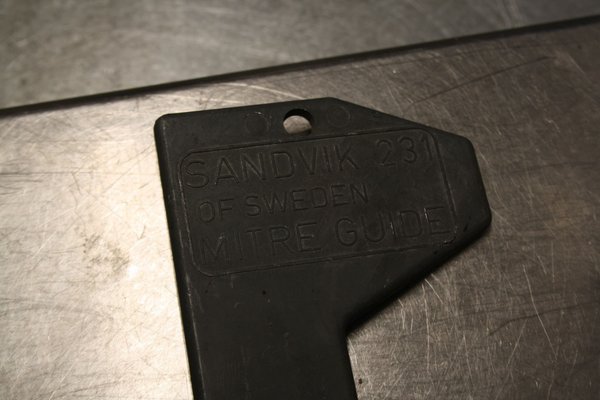 SANDVIK 231
OF SWEDEN
MITRE GUIDE